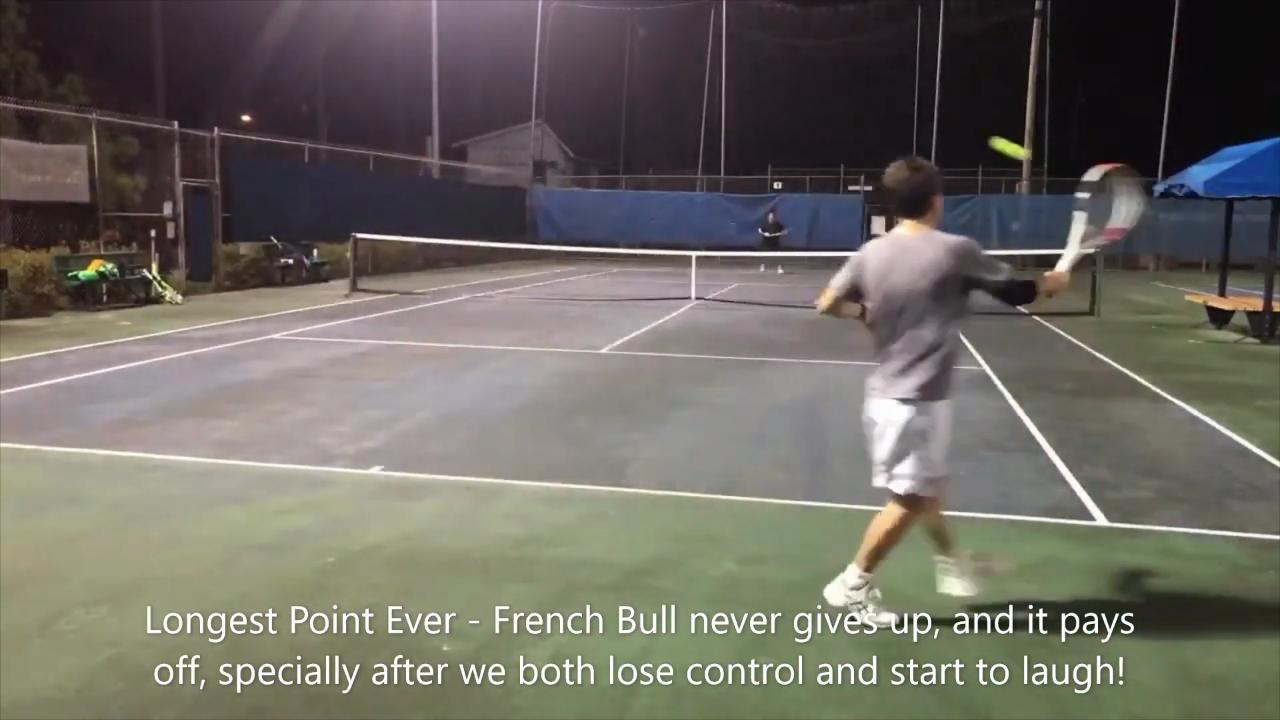 Longest Point Ever - French Bull never gives up, and it pays
off, specially after we both lose control and start to laugh!